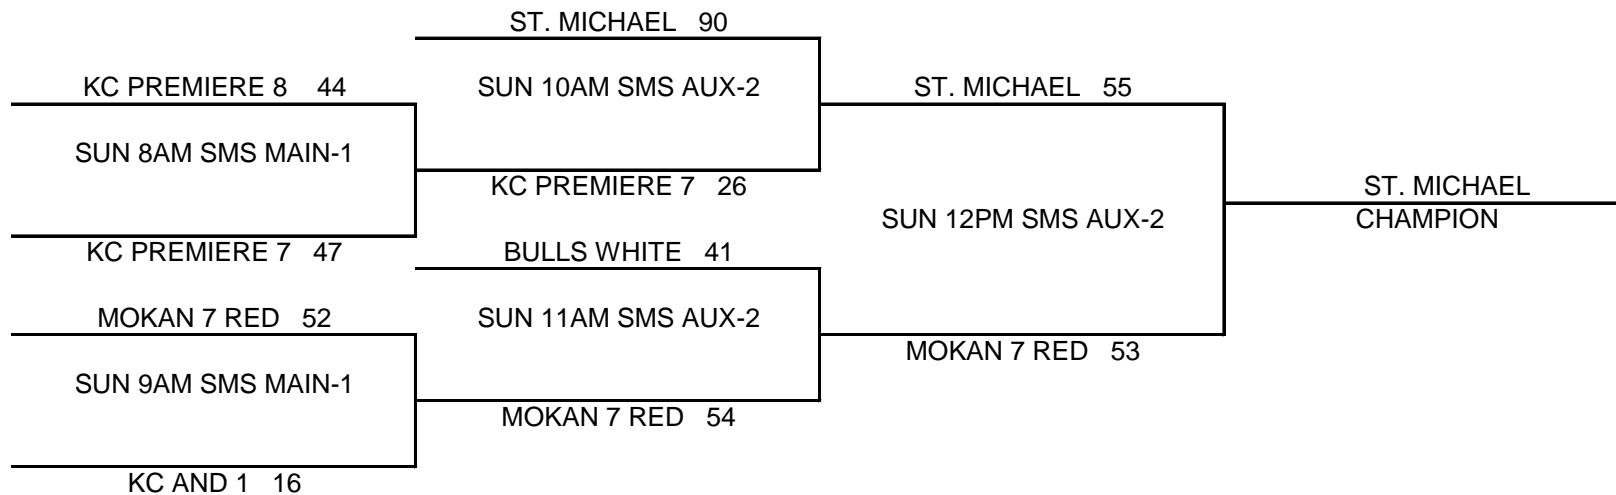 ST. MICHAEL 90
KC PREMIERE 8 44
SUN 10AM SMS AUX-2
ST. MICHAEL 55
SUN 8AM SMS MAIN-1
KC PREMIERE 7 26
ST. MICHAEL
SUN 12PM SMS AUX-2
CHAMPION
KC PREMIERE 7 47
BULLS WHITE 41
MOKAN 7 RED 52
SUN 11AM SMS AUX-2
MOKAN 7 RED 53
SUN 9AM SMS MAIN-1
MOKAN 7 RED 54
KC AND 1 16